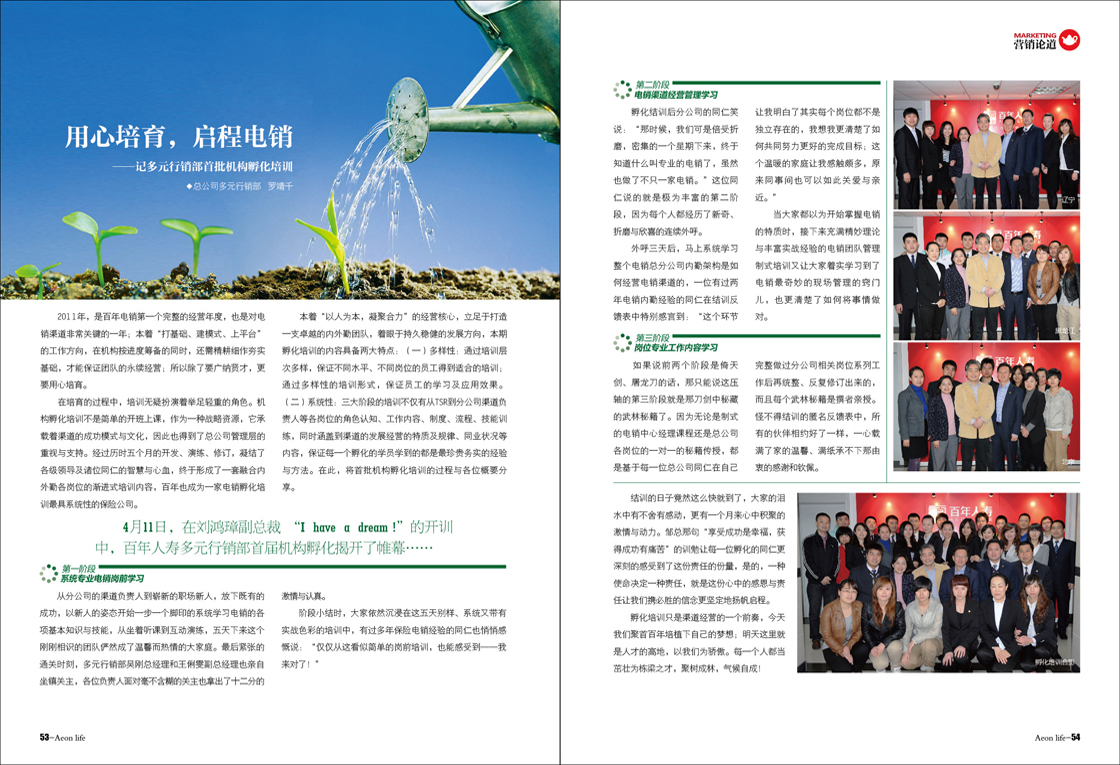 用心培育，启程电销
——记多元行销部首批机构孵化培训
◆总公司多元行销部 罗靖千
2011年，是百年电销第一个完整的经营年度，也是对电
销渠道非常关键的一年；本着“打基础、建模式、上平台”
的工作方向，在机构按进度筹备的同时，还需精耕细作夯实
基础，才能保证团队的永续经营；所以除了要广纳贤才，更
要用心培育。
在培育的过程中，培训无疑扮演着举足轻重的角色。机
构孵化培训不是简单的开班上课，作为一种战略资源，它承
载着渠道的成功模式与文化，因此也得到了总公司管理层的
重视与支持。经过历时五个月的开发、演练、修订，凝结了
各级领导及诸位同仁的智慧与心血，终于形成了一套融合内
外勤各岗位的渐进式培训内容，百年也成为一家电销孵化培
训最具系统性的保险公司。
本着“以人为本，凝聚合力”的经营核心，立足于打造
一支卓越的内外勤团队，着眼于持久稳健的发展方向，本期
孵化培训的内容具备两大特点：（一）多样性：通过培训层
次多样，保证不同水平、不同岗位的员工得到适合的培训；
通过多样性的培训形式，保证员工的学习及应用效果。
（二）系统性：三大阶段的培训不仅有从TSR到分公司渠道负
责人等各岗位的角色认知、工作内容、制度、流程、技能训
练，同时涵盖到渠道的发展经营的特质及规律、同业状况等
内容，保证每一个孵化的学员学到的都是最珍贵务实的经验
与方法。在此，将首批机构孵化培训的过程与各位概要分
享。
4月11日，在刘鸿璋副总裁 “I have a dream！”的开训
中，百年人寿多元行销部首届机构孵化揭开了帷幕……
第一阶段
系统专业电销岗前学习
从分公司的渠道负责人到崭新的职场新人，放下既有的
成功，以新人的姿态开始一步一个脚印的系统学习电销的各
项基本知识与技能，从坐着听课到互动演练，五天下来这个
刚刚相识的团队俨然成了温馨而热情的大家庭。最后紧张的
通关时刻，多元行销部吴刚总经理和王俐雯副总经理也亲自
坐镇关主，各位负责人面对毫不含糊的关主也拿出了十二分的
激情与认真。
阶段小结时，大家依然沉浸在这五天别样、系统又带有
实战色彩的培训中，有过多年保险电销经验的同仁也悄悄感
慨说：“仅仅从这看似简单的岗前培训，也能感受到——我
来对了！”
53-Aeon life
MARKETING
营销论道
第二阶段
电销渠道经营管理学习
孵化结训后分公司的同仁笑
说：“那时候，我们可是倍受折
磨，密集的一个星期下来，终于
知道什么叫专业的电销了，虽然
也做了不只一家电销。”这位同
仁说的就是极为丰富的第二阶
段，因为每个人都经历了新奇、
折磨与欣喜的连续外呼。
外呼三天后，马上系统学习
整个电销总分公司内勤架构是如
何经营电销渠道的，一位有过两
年电销内勤经验的同仁在结训反
馈表中特别感言到：“这个环节
让我明白了其实每个岗位都不是
独立存在的，我想我更清楚了如
何共同努力更好的完成目标；这
个温暖的家庭让我感触颇多，原
来同事间也可以如此关爱与亲
近。”
当大家都以为开始掌握电销
的特质时，接下来充满精妙理论
与丰富实战经验的电销团队管理
制式培训又让大家着实学习到了
电销最奇妙的现场管理的窍门
儿，也更清楚了如何将事情做
对。
第三阶段
岗位专业工作内容学习
如果说前两个阶段是倚天
剑、屠龙刀的话，那只能说这压
轴的第三阶段就是那刀剑中秘藏
的武林秘籍了。因为无论是制式
的电销中心经理课程还是总公司
各岗位的一对一的秘籍传授，都
是基于每一位总公司同仁在自己
完整做过分公司相关岗位系列工
作后再统整、反复修订出来的，
而且每个武林秘籍是撰者亲授。
怪不得结训的匿名反馈表中，所
有的伙伴相约好了一样，一心载
满了家的温馨、满纸承不下那由
衷的感谢和钦佩。
结训的日子竟然这么快就到了，大家的泪
水中有不舍有感动，更有一个月来心中积聚的
激情与动力。邹总那句“享受成功是幸福，获
得成功有痛苦”的训勉让每一位孵化的同仁更
深刻的感受到了这份责任的份量，是的，一种
使命决定一种责任，就是这份心中的感恩与责
任让我们携必胜的信念更坚定地扬帆启程。
孵化培训只是渠道经营的一个前奏，今天
我们聚首百年培植下自己的梦想；明天这里就
是人才的高地，以我们为骄傲。每一个人都当
茁壮为栋梁之才，聚树成林，气候自成！
百年人寿
辽宁
百年人寿
黑龙江
百年人寿
百年人寿
孵化培训合影
Aeon life-54